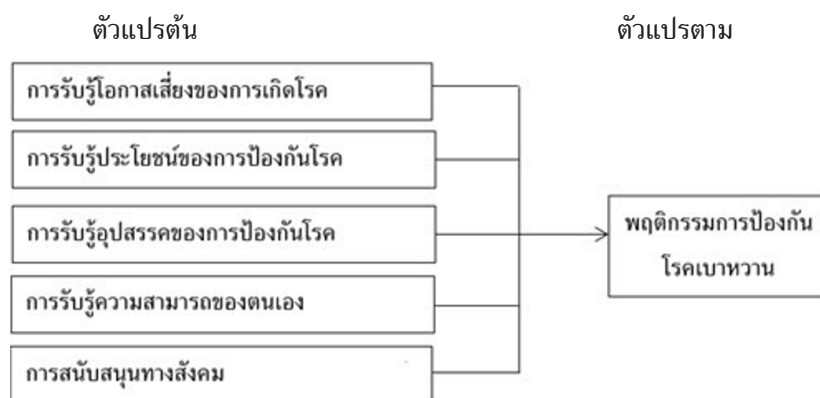 ตัวแปรต้น
ตัวแปรตาม
การรับรู้โอกาสเสี่ยงของการเกิดโรค
การรับรู้ประโยชน์ของการป้องกันโรค
การรับรู้อุปสรรคของการป้องกันโรค
การรับรู้ความสามารถของตนเอง
การสนับสนุนทางสังคม
พฤติกรรมการป้องกัน
โรคเบาหวาน